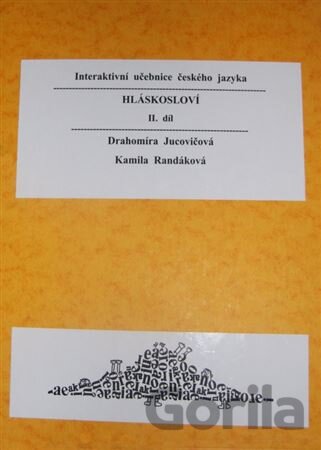 Interaktivní učebnice českého jazyka
HLÁSKOSLOVÍ
II. díl
Drahomíra Jucovičová
Kamila Randáková
Gorila